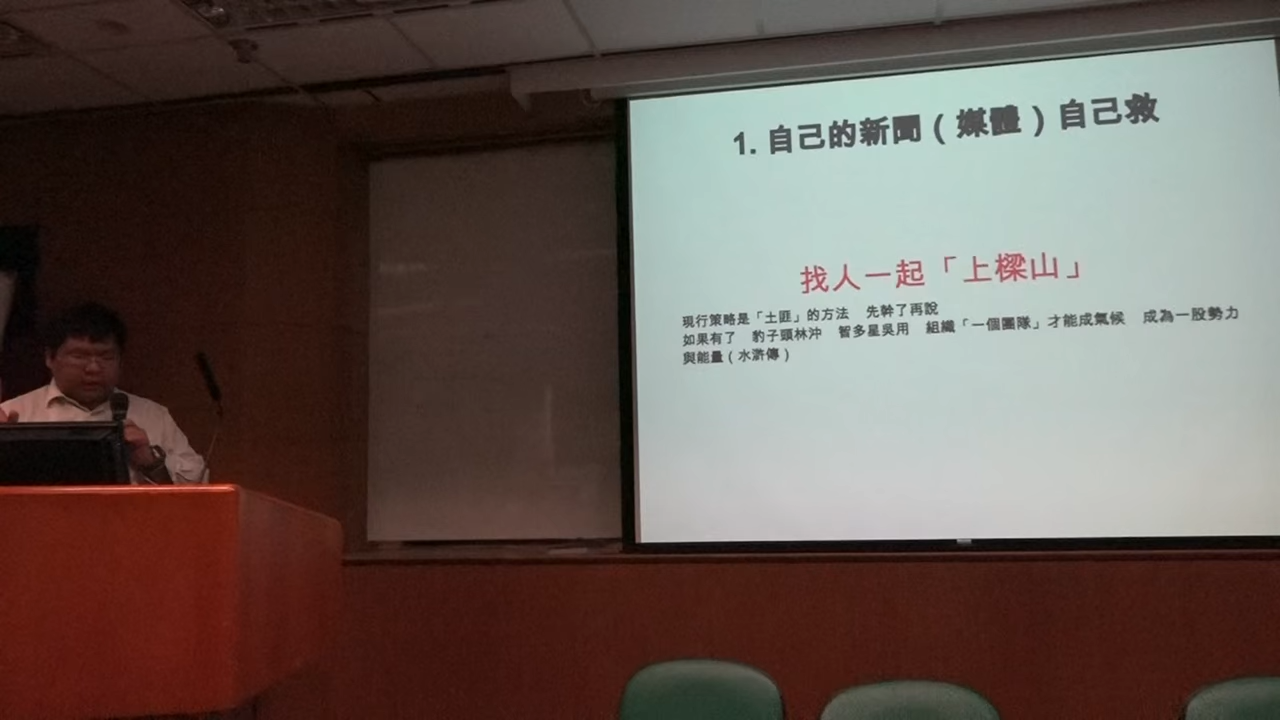 1. 自己的新聞（媒體）自己救
找人一起「上樑山」
現行策略是「土匪」的方法　先幹了再說
如果有了　豹子頭林沖　智多星吳用　組織「一個團隊」才能成氣候　成為一股勢力
與能量（水滸傳）